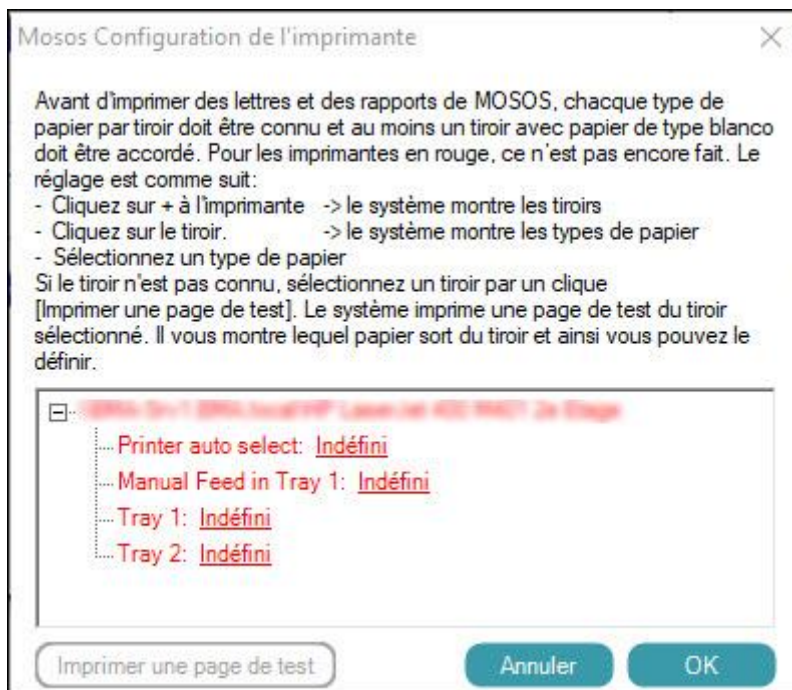 Mosos Configuration de l'imprimante
Avant d'imprimer des lettres et des rapports de MOSOS, chacque type de
papier par tiroir doit être connu et au moins un tiroir avec papier de type blanco
doit être accordé. Pour les imprimantes en rouge, ce n'est pas encore fait. Le
réglage est comme suit:
- Cliquez sur + à l'imprimante -> le système montre les tiroirs
- Cliquez sur le tiroir. -> le système montre les types de papier
- Sélectionnez un type de papier
Si le tiroir n'est pas connu, sélectionnez un tiroir par un clique
[Imprimer une page de test]. Le système imprime une page de test du tiroir
sélectionné. Il vous montre lequel papier sort du tiroir et ainsi vous pouvez le
définir.
Printer auto select: Indéfini
Manual Feed in Tray 1: Indéfini
Tray 1: Indéfini
Tray 2: Indéfini
Imprimer une page de test Annuler OK